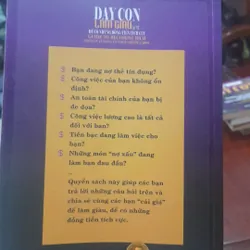 DẠY CON
LÀM GIÀU
Bạn đang sợ thẻ tín dụng?
Công việc của bạn không ổn
định?
An toàn tài chính của bạn bị
đe dọa?
Công việc lương cao là tất cả
đối với bạn?
Tiền bạc đang làm việc cho
bạn?
Những món "nợ xấu" đang
làm bạn đau đầu?
Quyển sách này giúp các bạn
trả lời những câu hỏi trên và
chia sẻ cùng các bạn "cái giá"
để làm giàu, để có những
đồng tiền tích cực.